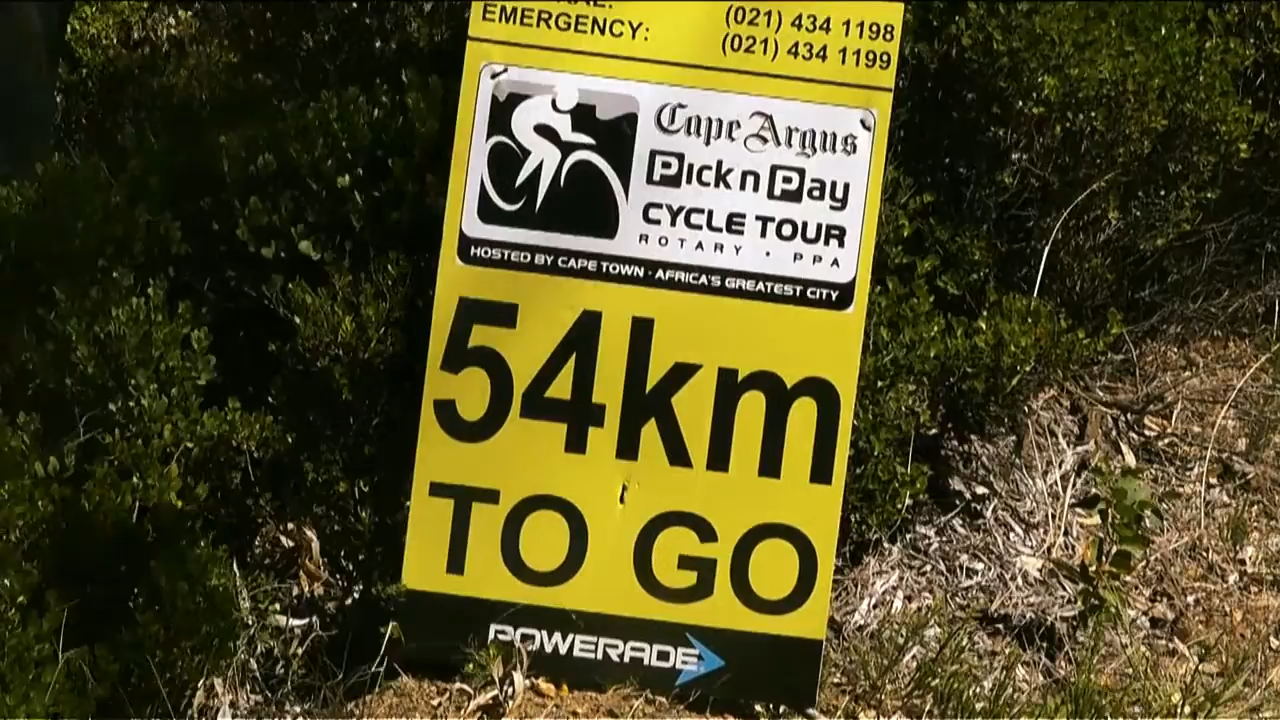 (021) 434 1198
EMERGENCY: (021) 434 1199
Cape Argus
Pick n Pay
CYCLE TOUR
ROTARY · PPA
HOSTED BY CAPE TOWN · AFRICA'S GREATEST CITY
54km
TO GO
POWERADE